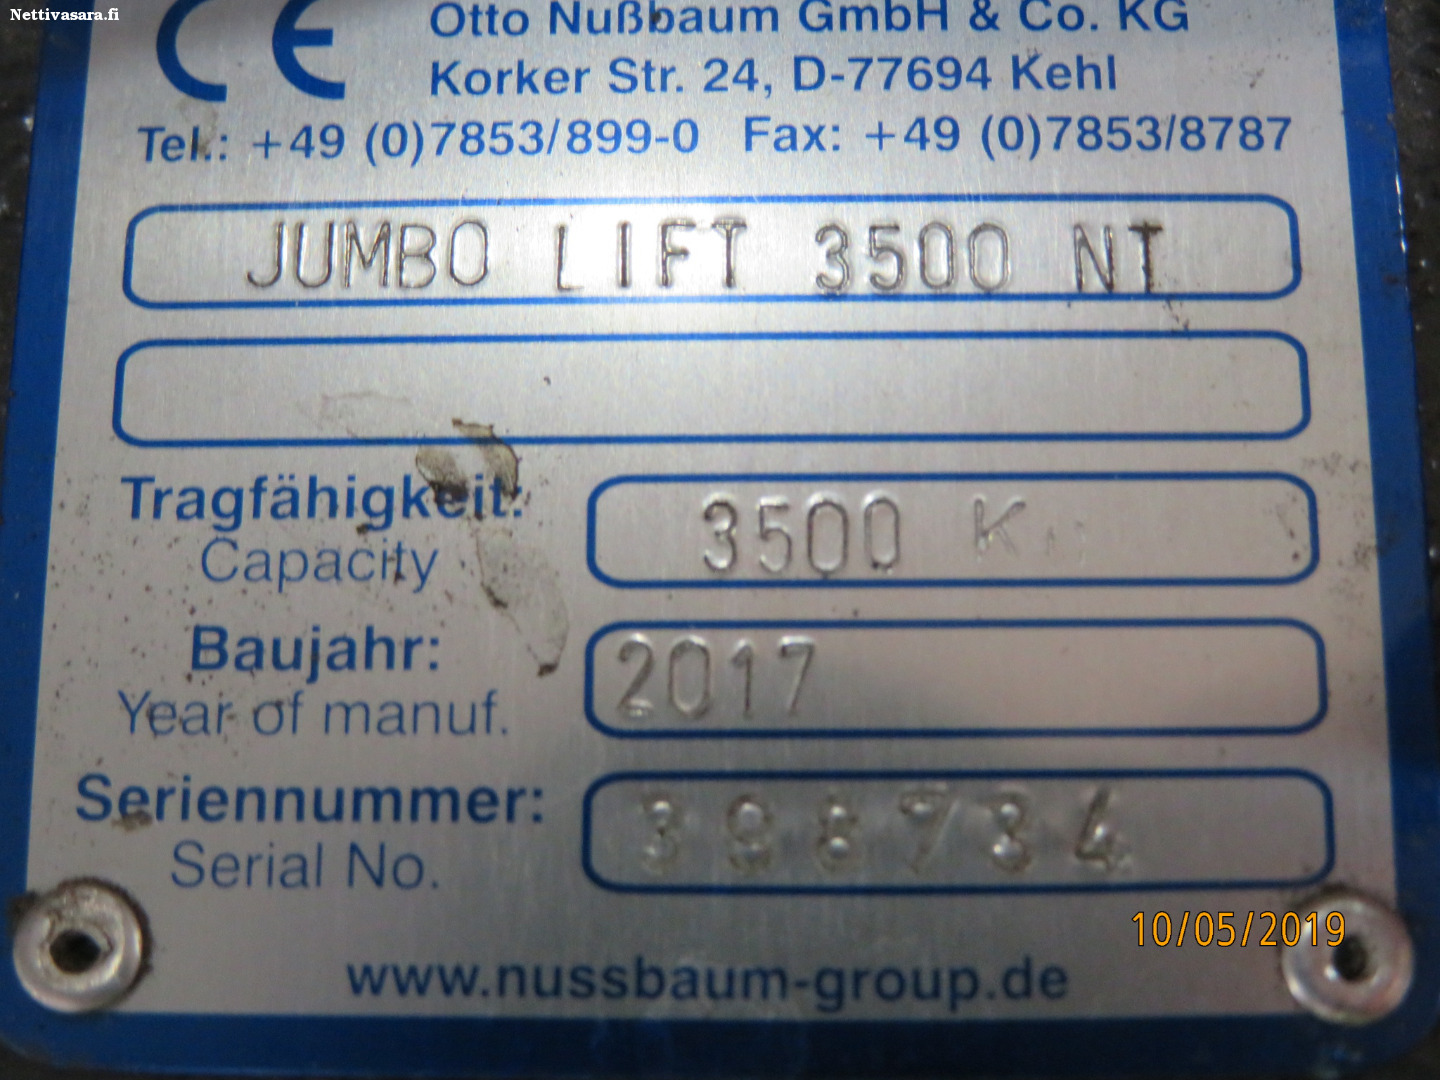 Nettivasara.fi
CE Otto Nußbaum GmbH & Co. KG
Korker Str. 24, D-77694 Kehl
Tel.: +49 (0)7853/899-0 Fax: +49 (0)7853/8787
JUMBO LIFT 3500 NT
Tragfähigkeit: 3500 K
Capacity
Baujahr: 2017
Year of manuf.
Seriennummer: 398734
Serial No.
10/05/2019
www.nussbaum-group.de